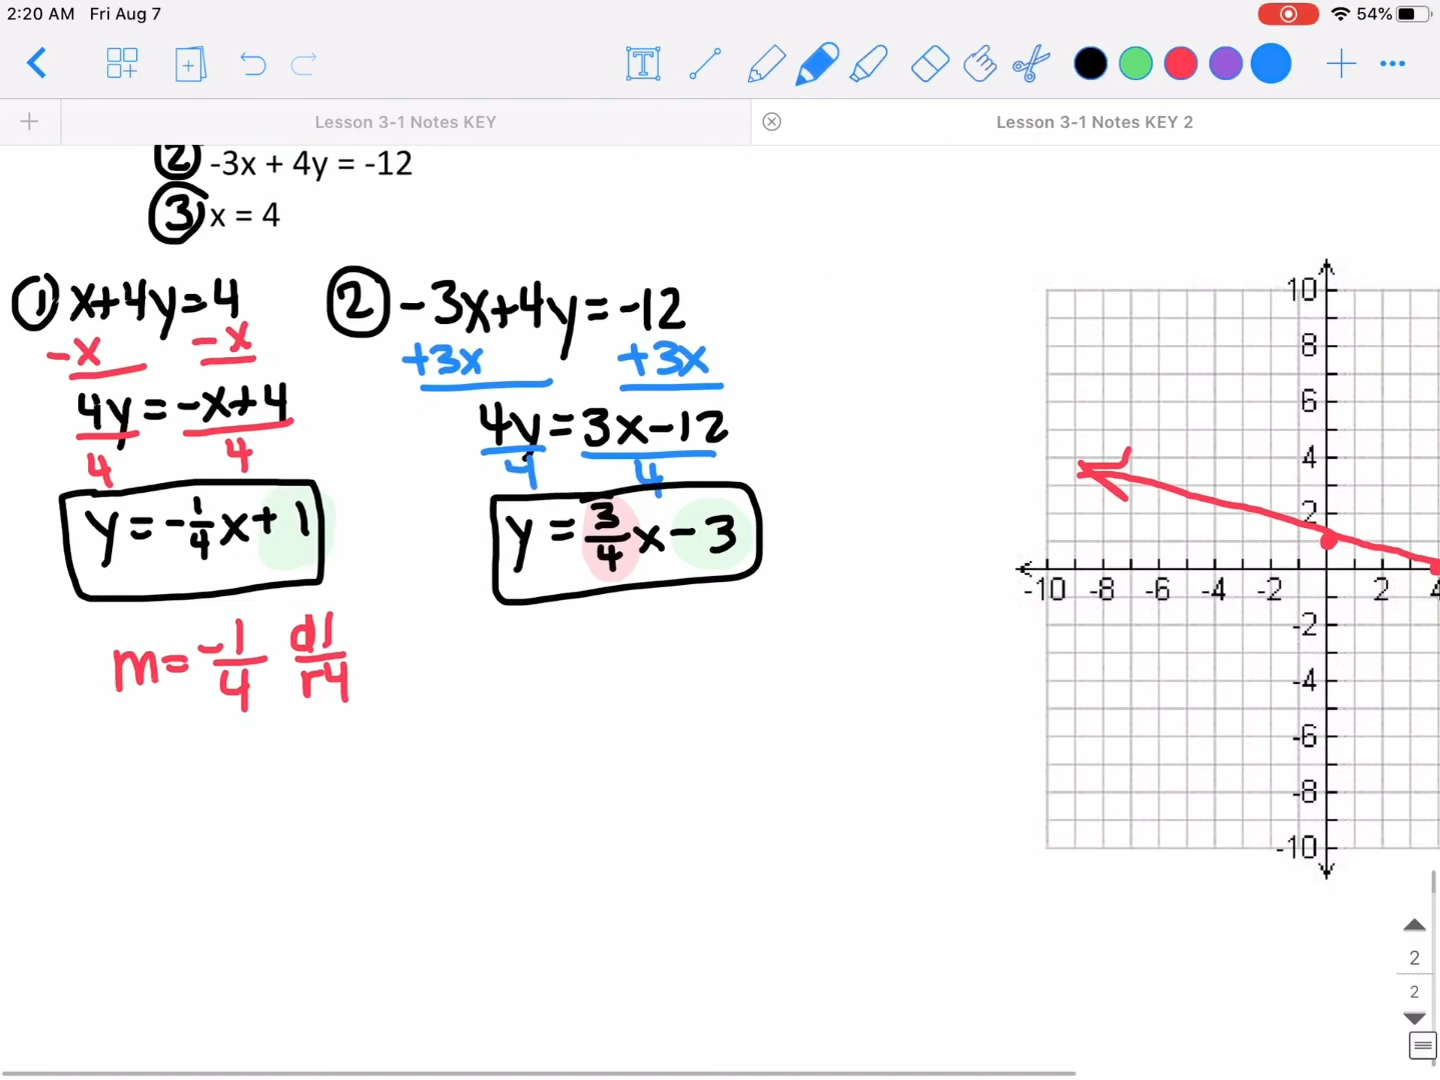 2:20 AM Fri Aug 7
54%
T
Lesson 3-1 Notes KEY
Lesson 3-1 Notes KEY 2
② -3x + 4y = -12
③ x = 4
① x+4y=4
-x -x
4y=-x+4
4 4
y=-1/4x+1
m=-1/4 d1/r4
② -3x+4y=-12
+3x +3x
4y=3x-12
4 4
y=3/4x-3
10
8
6
4
2
-10 -8 -6 -4 -2 2 4
-2
-4
-6
-8
-10
2
2